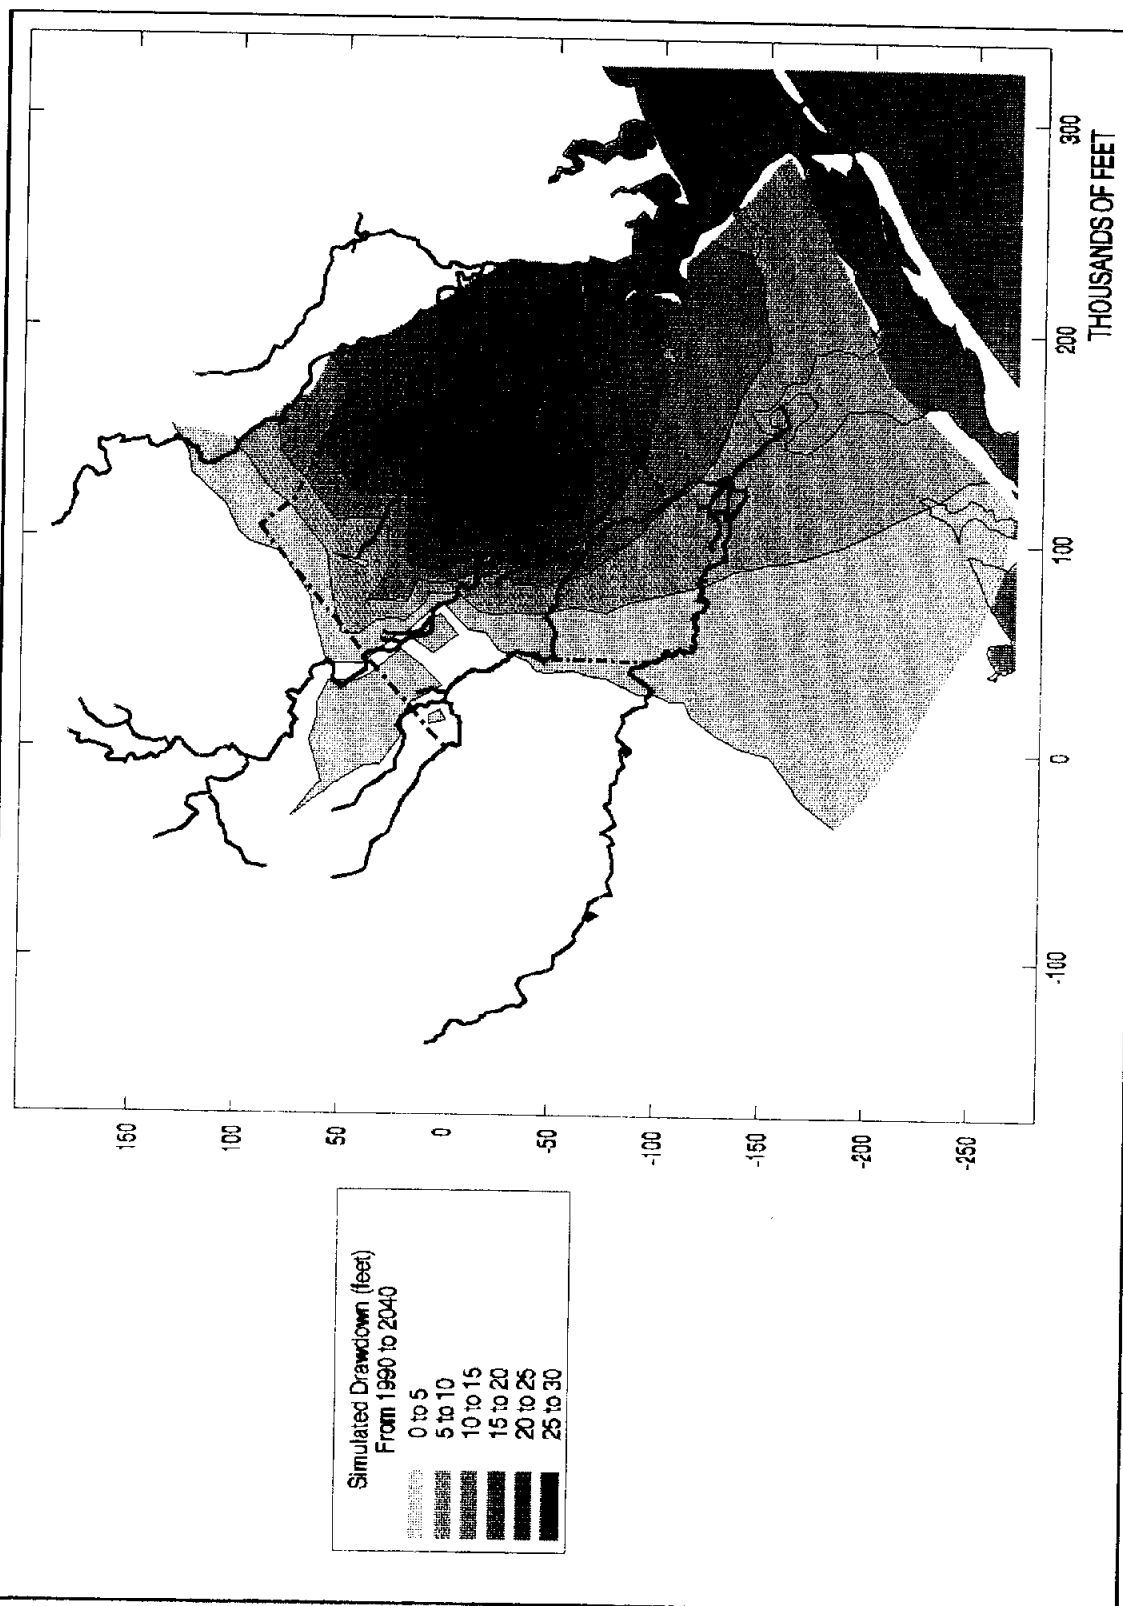 Simulated Drawdown (feet)
From 1990 to 2040
0 to 5
5 to 10
10 to 15
15 to 20
20 to 25
25 to 30
150
100
50
0
-50
-100
-150
-200
-250
-100
0
100
200
300
THOUSANDS OF FEET